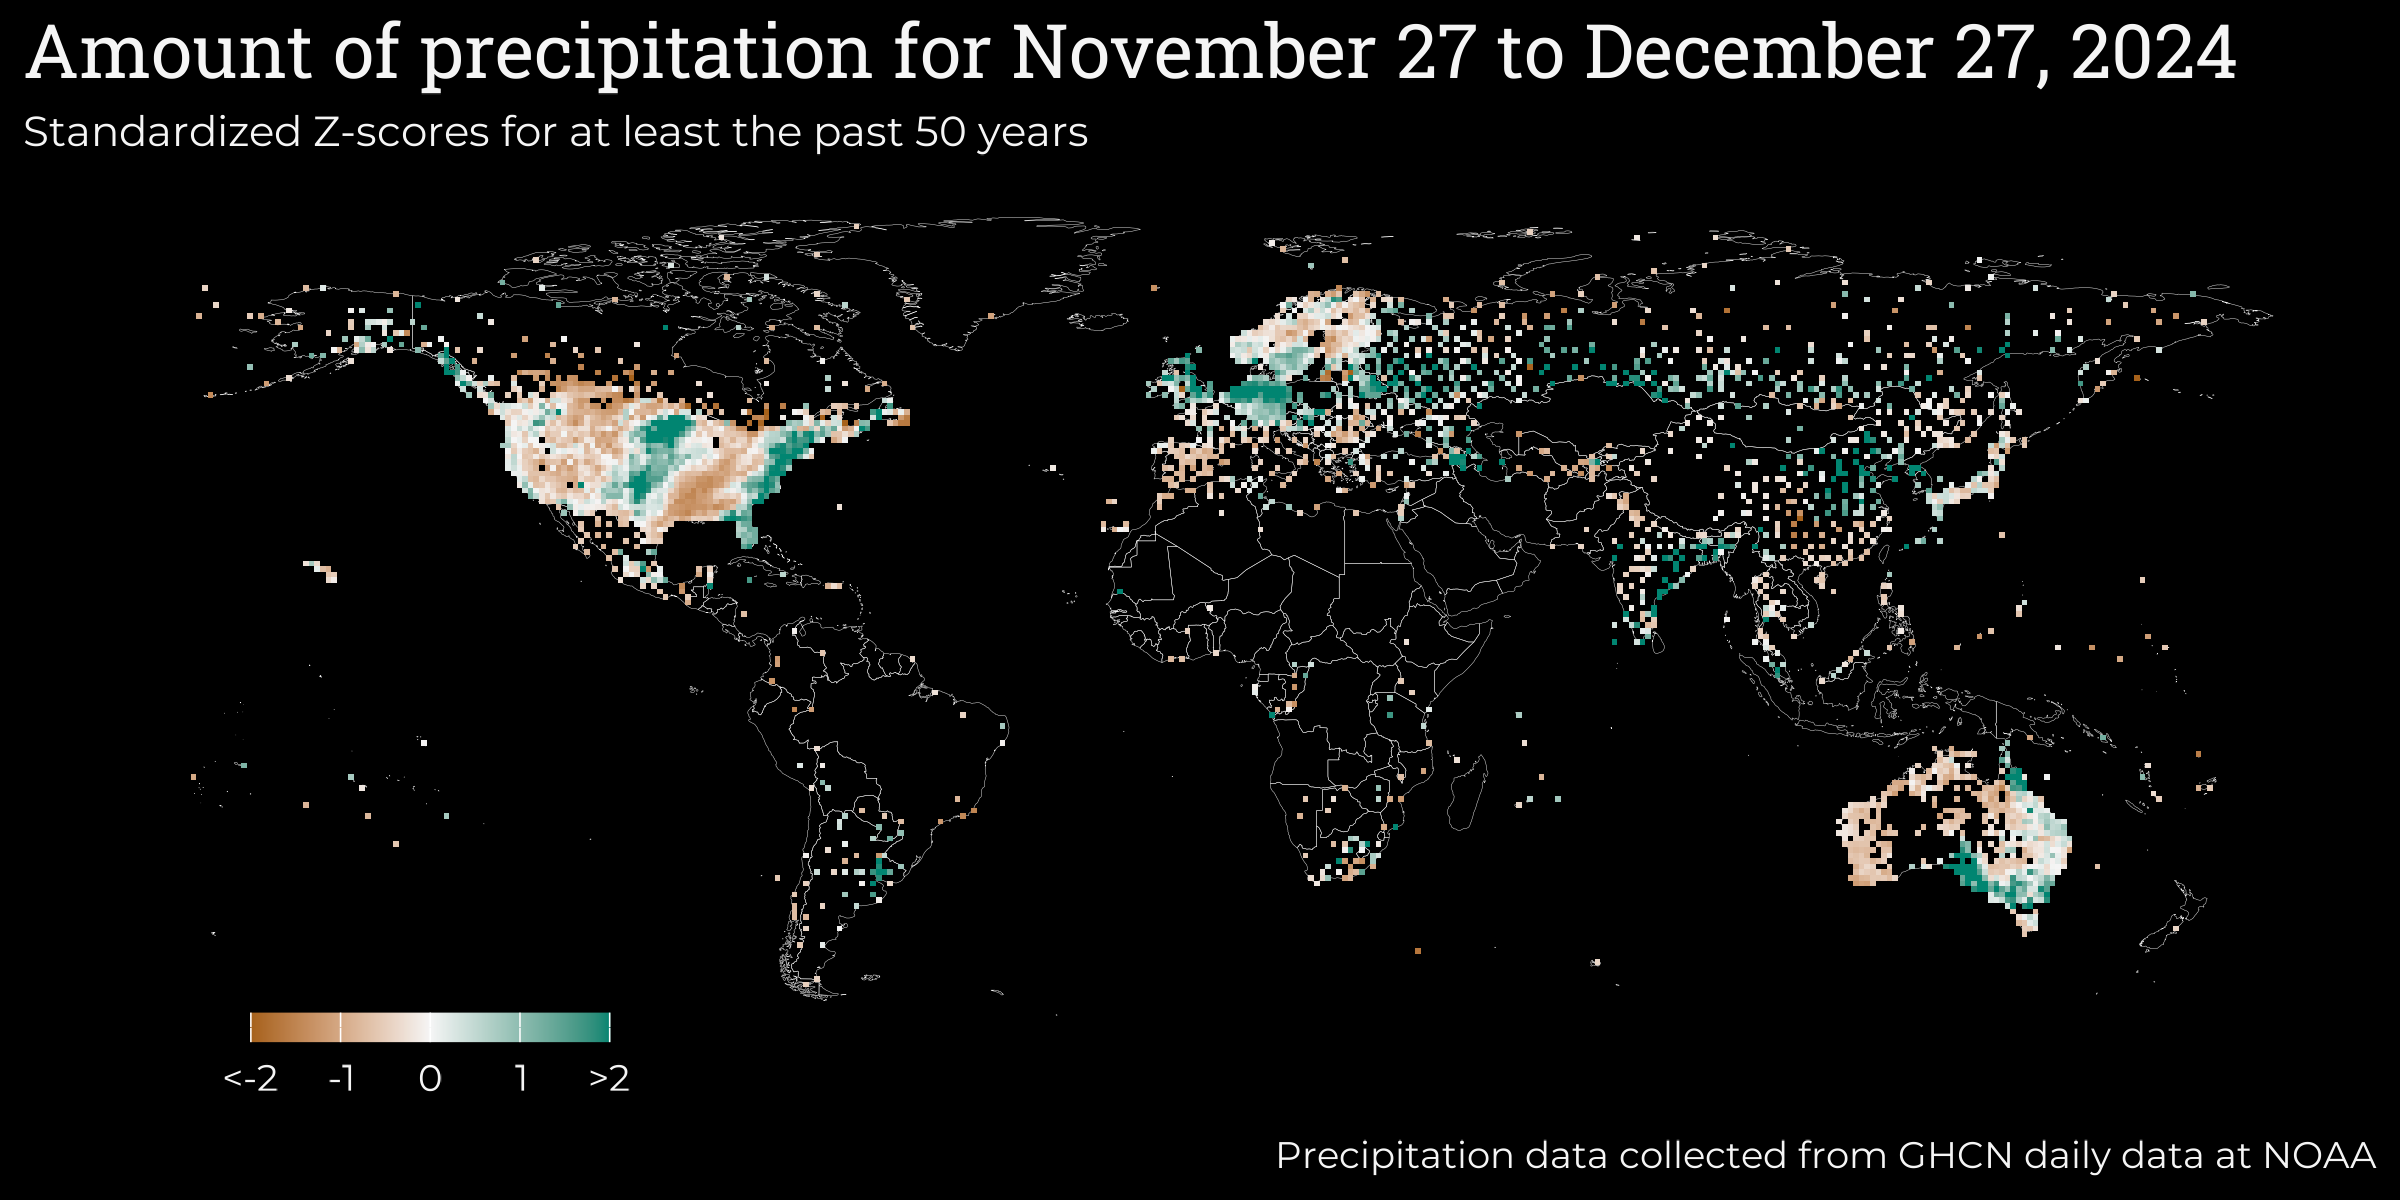 Amount of precipitation for November 27 to December 27, 2024
Standardized Z-scores for at least the past 50 years
<-2 -1 0 1 >2
Precipitation data collected from GHCN daily data at NOAA